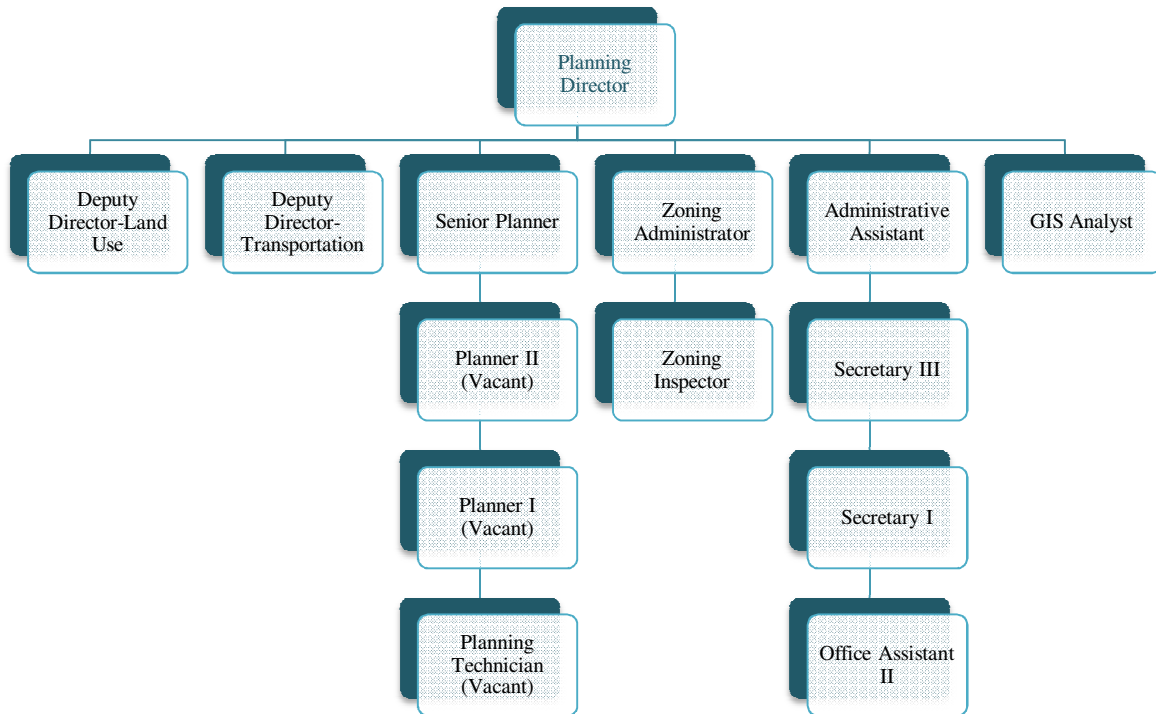 Planning
Director
Deputy
Director-Land
Use
Deputy
Director-
Transportation
Senior Planner
Zoning
Administrator
Administrative
Assistant
GIS Analyst
Planner II
(Vacant)
Zoning
Inspector
Secretary III
Planner I
(Vacant)
Secretary I
Planning
Technician
(Vacant)
Office Assistant
II